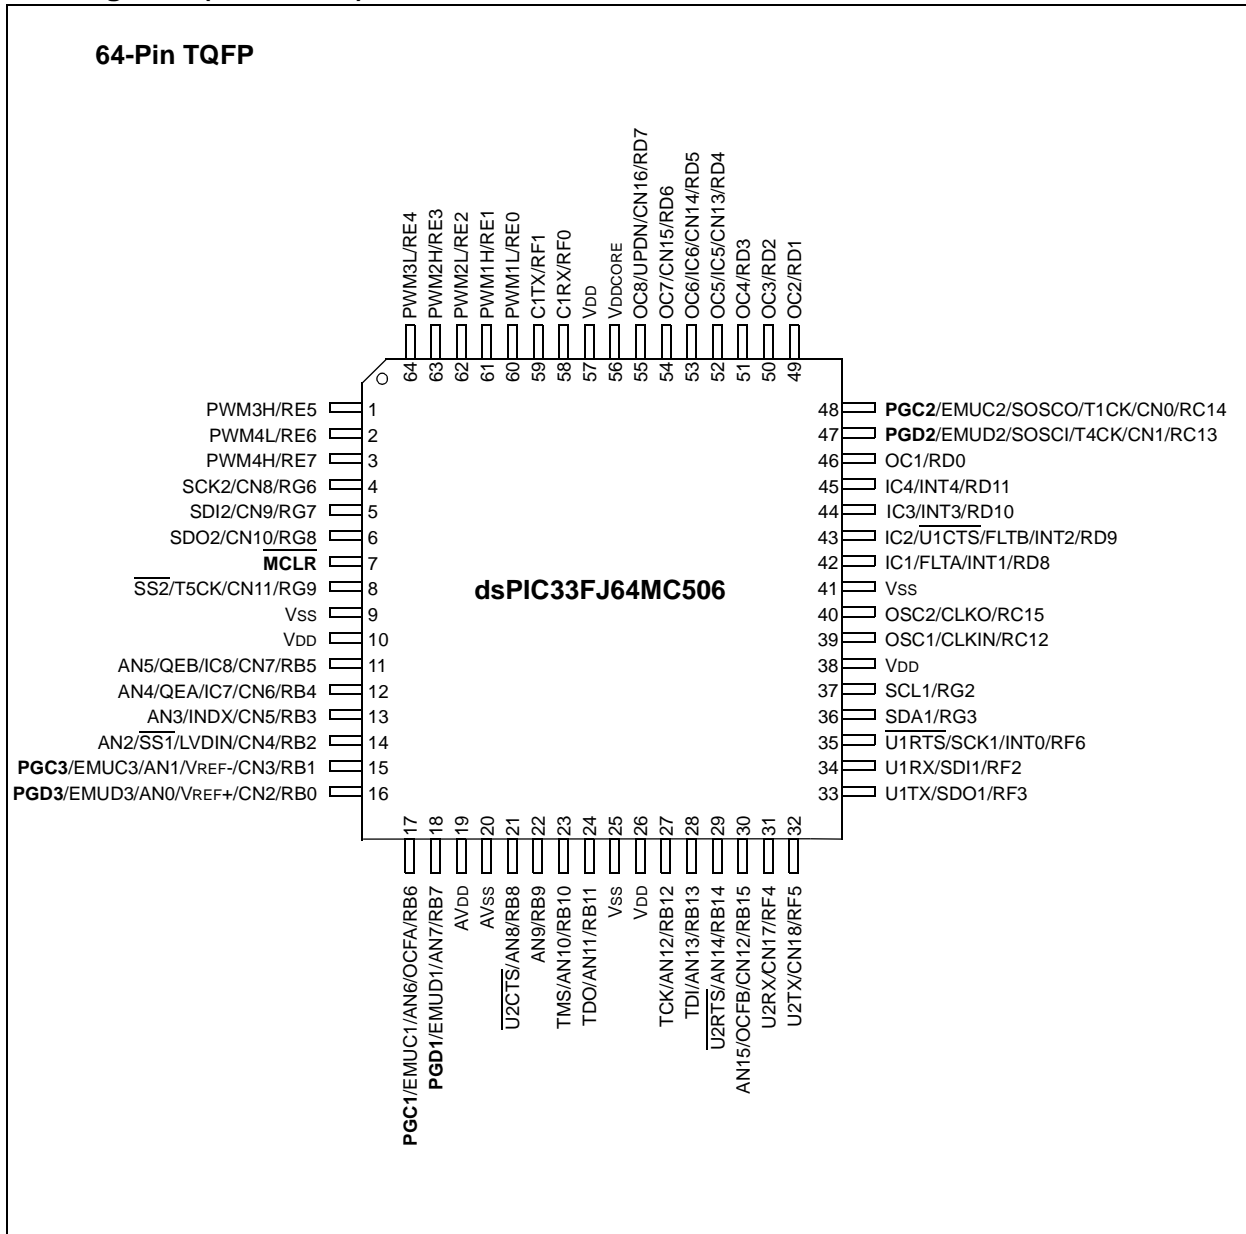 64-Pin TQFP
PWM3L/RE4
PWM2H/RE3
PWM2L/RE2
PWM1H/RE1
PWM1L/RE0
C1TX/RF1
C1RX/RF0
VDD
VDDCORE
OC8/UPDN/CN16/RD7
OC7/CN15/RD6
OC6/IC6/CN14/RD5
OC5/IC5/CN13/RD4
OC4/RD3
OC3/RD2
OC2/RD1
64
63
62
61
60
59
58
57
56
55
54
53
52
51
50
49
PWM3H/RE5 1
PWM4L/RE6 2
PWM4H/RE7 3
SCK2/CN8/RG6 4
SDI2/CN9/RG7 5
SDO2/CN10/RG8 6
MCLR 7
SS2/T5CK/CN11/RG9 8
VSS 9
VDD 10
AN5/QEB/IC8/CN7/RB5 11
AN4/QEA/IC7/CN6/RB4 12
AN3/INDX/CN5/RB3 13
AN2/SS1/LVDIN/CN4/RB2 14
PGC3/EMUC3/AN1/VREF-/CN3/RB1 15
PGD3/EMUD3/AN0/VREF+/CN2/RB0 16
dsPIC33FJ64MC506
48 PGC2/EMUC2/SOSCO/T1CK/CN0/RC14
47 PGD2/EMUD2/SOSCI/T4CK/CN1/RC13
46 OC1/RD0
45 IC4/INT4/RD11
44 IC3/INT3/RD10
43 IC2/U1CTS/FLTB/INT2/RD9
42 IC1/FLTA/INT1/RD8
41 VSS
40 OSC2/CLKO/RC15
39 OSC1/CLKIN/RC12
38 VDD
37 SCL1/RG2
36 SDA1/RG3
35 U1RTS/SCK1/INT0/RF6
34 U1RX/SDI1/RF2
33 U1TX/SDO1/RF3
17
18
19
20
21
22
23
24
25
26
27
28
29
30
31
32
PGC1/EMUC1/AN6/OCFA/RB6
PGD1/EMUD1/AN7/RB7
AVDD
AVSS
U2CTS/AN8/RB8
AN9/RB9
TMS/AN10/RB10
TDO/AN11/RB11
VSS
VDD
TCK/AN12/RB12
TDI/AN13/RB13
U2RTS/AN14/RB14
AN15/OCFB/CN12/RB15
U2RX/CN17/RF4
U2TX/CN18/RF5